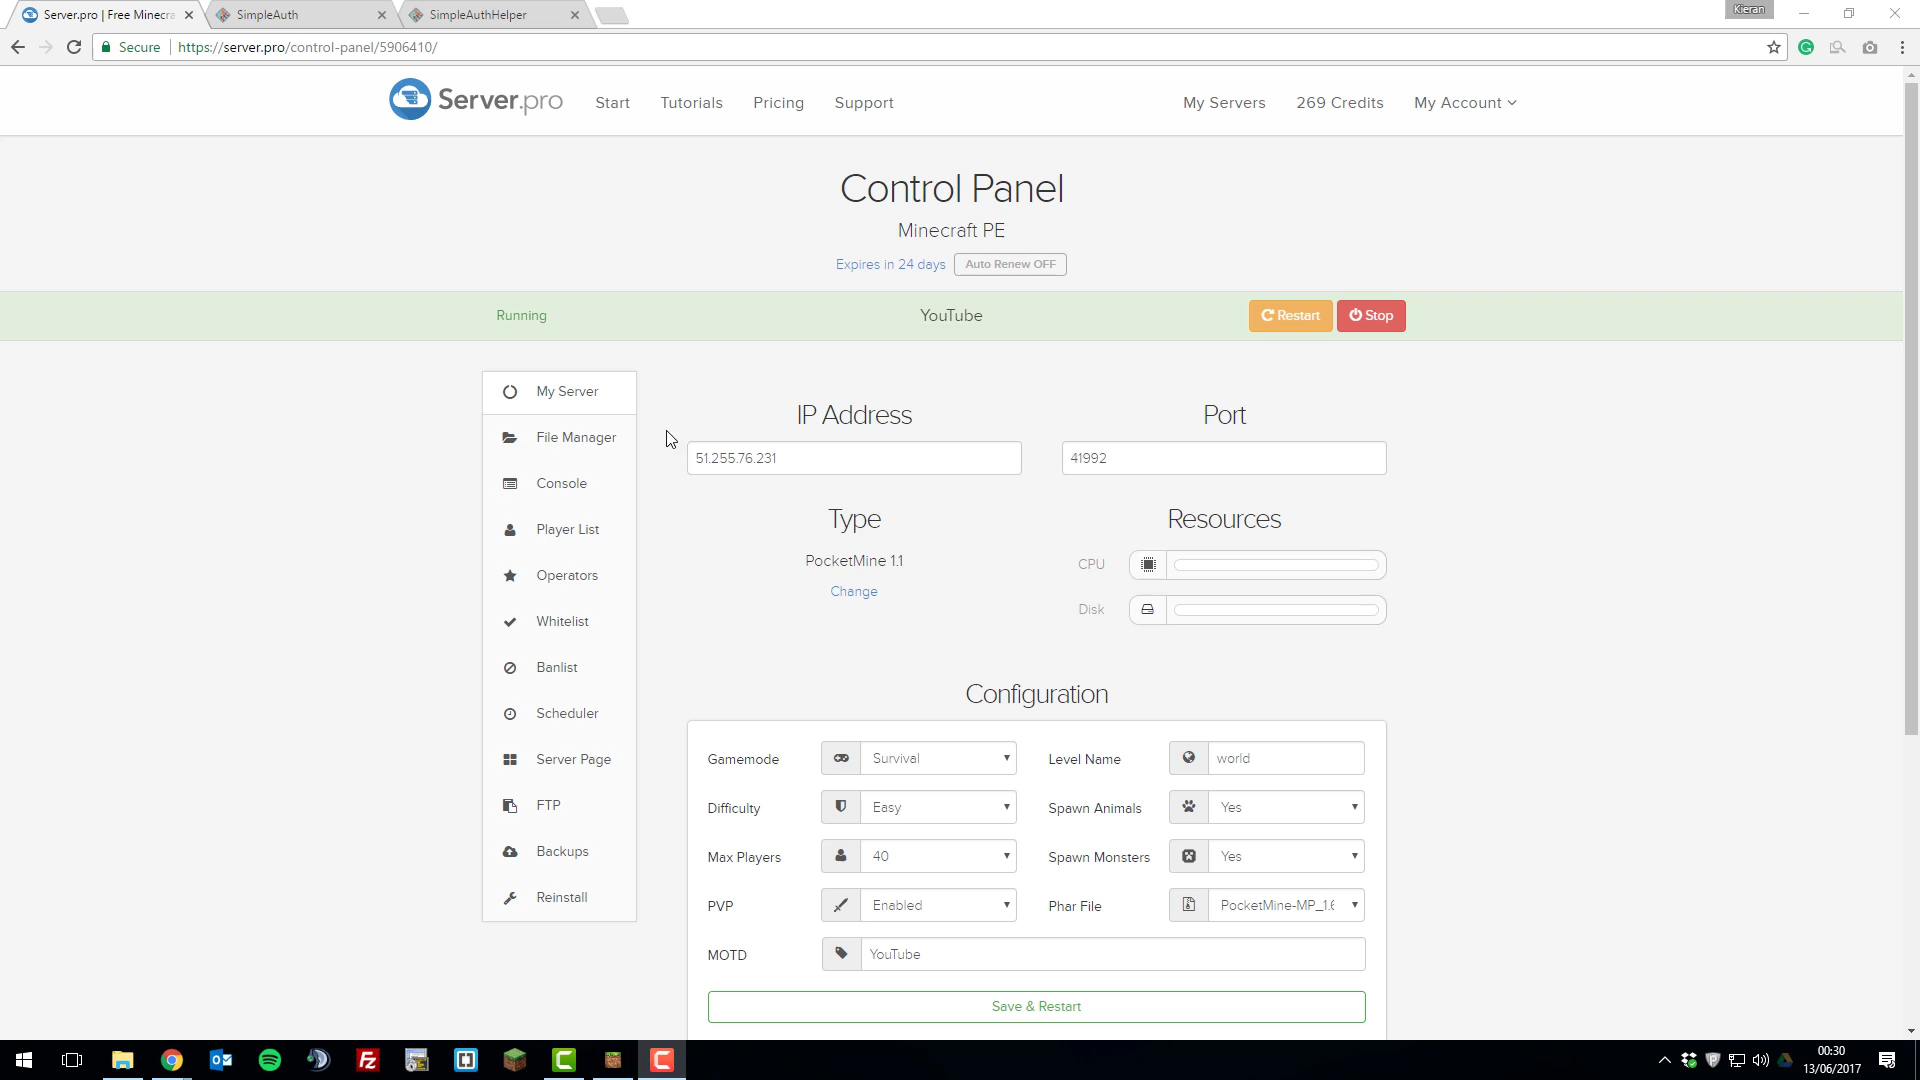 Server.pro | Free Minecra
SimpleAuth
SimpleAuthHelper
Kieran
Secure
https://server.pro/control-panel/5906410/
Server.pro
Start
Tutorials
Pricing
Support
My Servers
269 Credits
My Account
Control Panel
Minecraft PE
Expires in 24 days
Auto Renew OFF
Running
YouTube
Restart
Stop
My Server
File Manager
Console
Player List
Operators
Whitelist
Banlist
Scheduler
Server Page
FTP
Backups
Reinstall
IP Address
51.255.76.231
Port
41992
Type
PocketMine 1.1
Change
Resources
CPU
Disk
Configuration
Gamemode
Survival
Level Name
world
Difficulty
Easy
Spawn Animals
Yes
Max Players
40
Spawn Monsters
Yes
PVP
Enabled
Phar File
PocketMine-MP_1.6
MOTD
YouTube
Save & Restart
00:30
13/06/2017